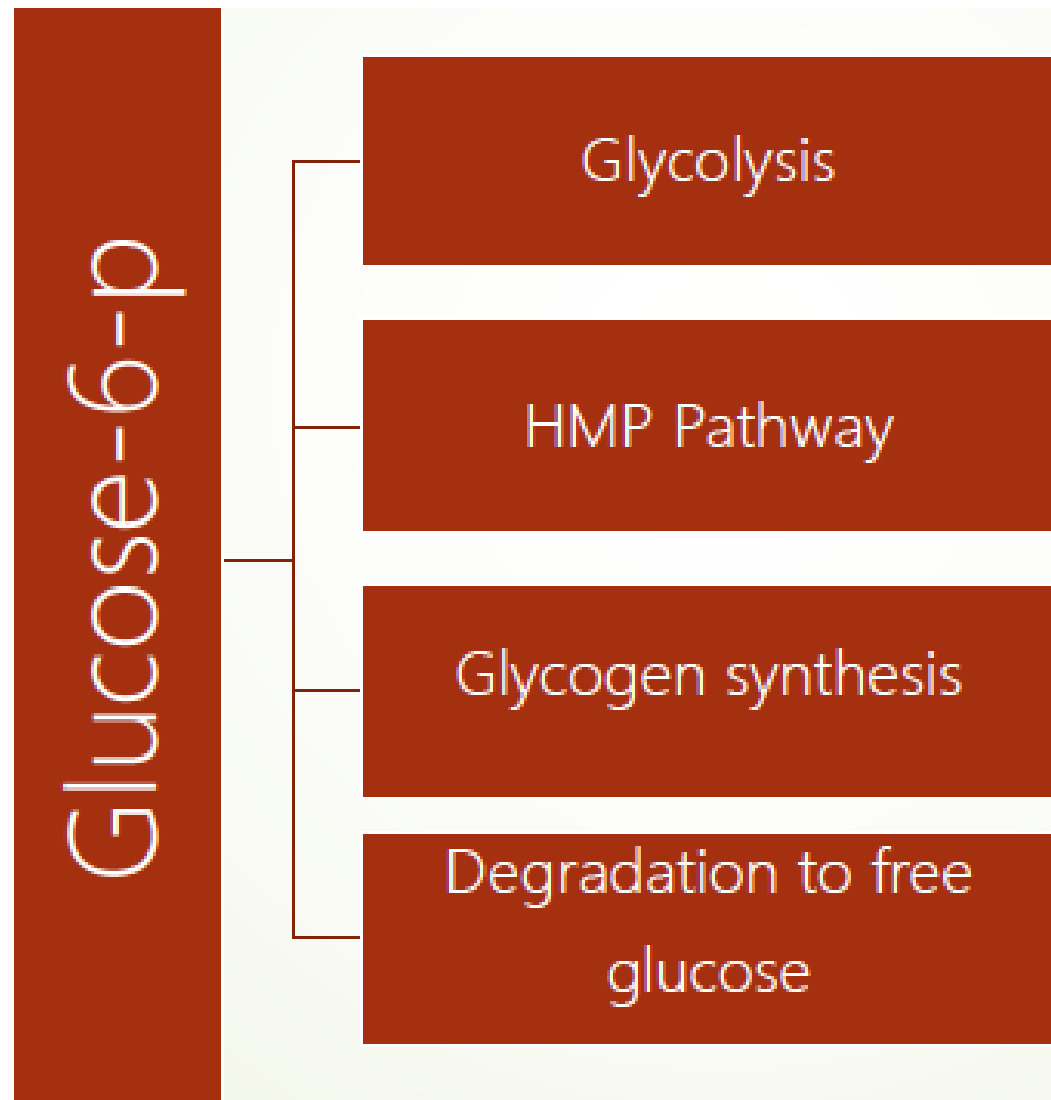 Glucose-6-p
Glycolysis
HMP Pathway
Glycogen synthesis
Degradation to free
glucose